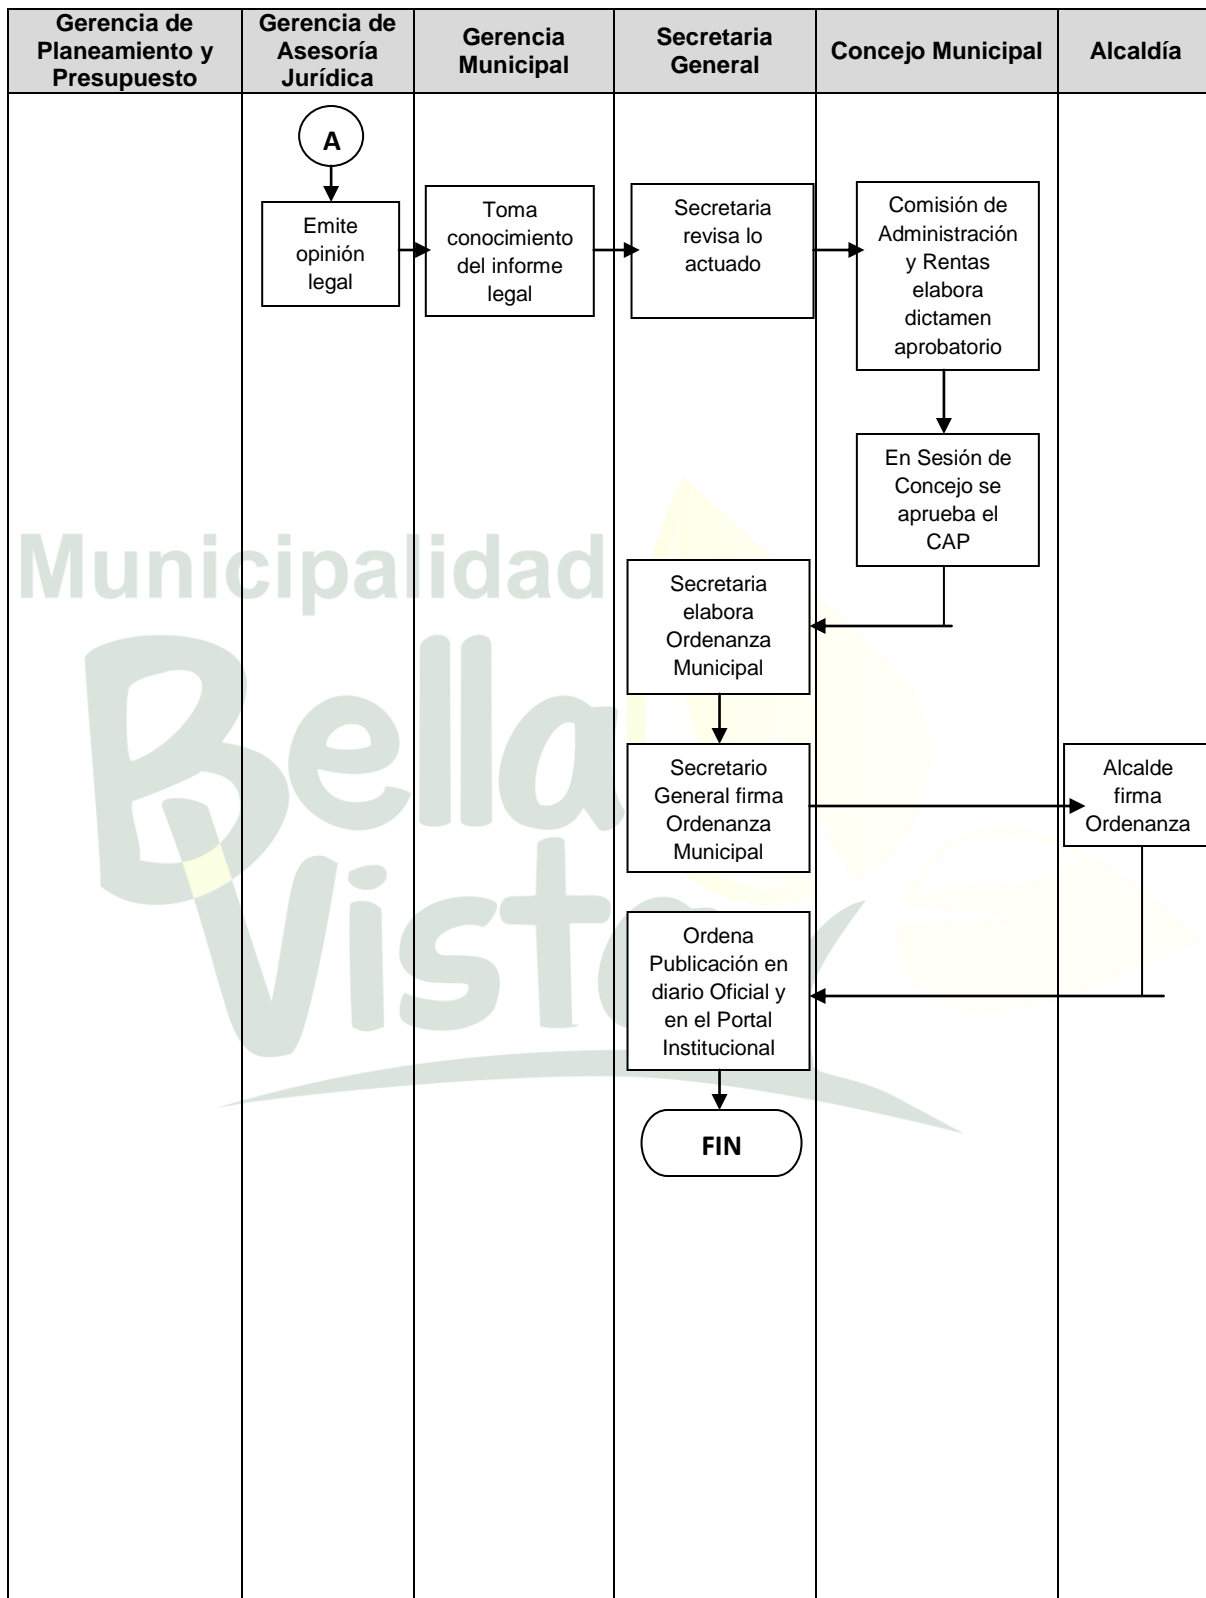 Gerencia de
Planeamiento y
Presupuesto
Gerencia de
Asesoría
Jurídica
Gerencia
Municipal
Secretaria
General
Concejo Municipal
Alcaldía
A
Emite
opinión
legal
Toma
conocimiento
del informe
legal
Secretaria
revisa lo
actuado
Comisión de
Administración
y Rentas
elabora
dictamen
aprobatorio
En Sesión de
Concejo se
aprueba el
CAP
Secretaria
elabora
Ordenanza
Municipal
Secretario
General firma
Ordenanza
Municipal
Alcalde
firma
Ordenanza
Ordena
Publicación en
diario Oficial y
en el Portal
Institucional
FIN
Municipalidad
Bella
Vista